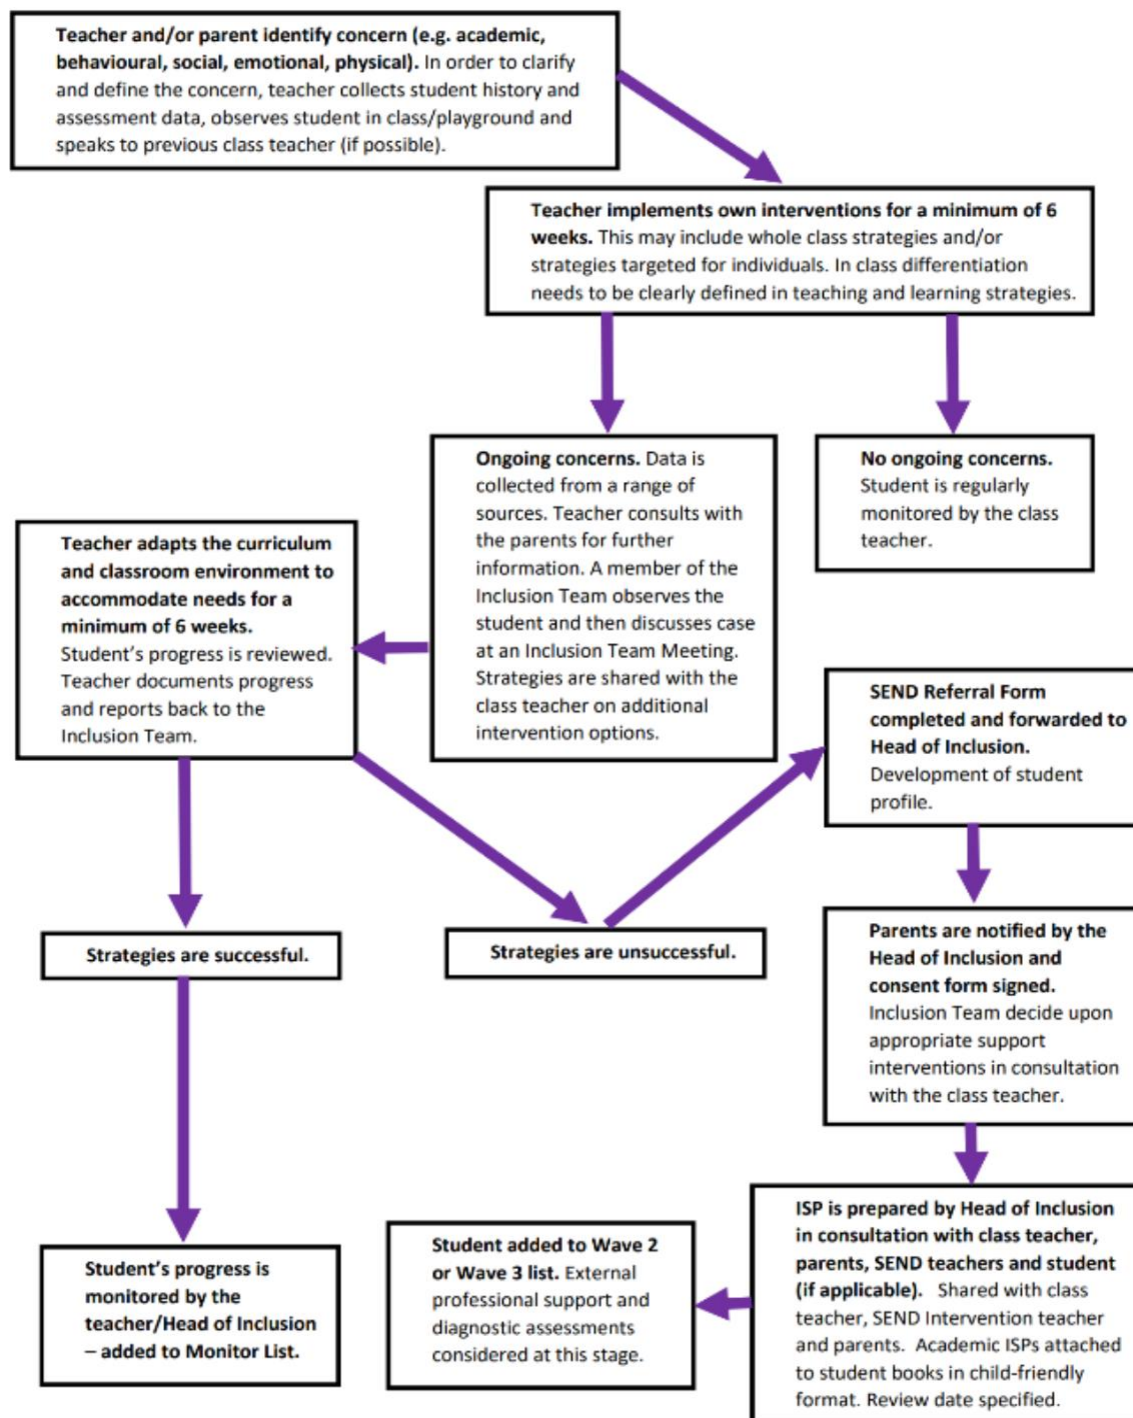 Teacher and/or parent identify concern (e.g. academic,
behavioural, social, emotional, physical). In order to clarify
and define the concern, teacher collects student history and
assessment data, observes student in class/playground and
speaks to previous class teacher (if possible).
Teacher implements own interventions for a minimum of 6
weeks. This may include whole class strategies and/or
strategies targeted for individuals. In class differentiation
needs to be clearly defined in teaching and learning strategies.
Ongoing concerns. Data is
collected from a range of
sources. Teacher consults with
the parents for further
information. A member of the
Inclusion Team observes the
student and then discusses case
at an Inclusion Team Meeting.
Strategies are shared with the
class teacher on additional
intervention options.
No ongoing concerns.
Student is regularly
monitored by the class
teacher.
Teacher adapts the curriculum
and classroom environment to
accommodate needs for a
minimum of 6 weeks.
Student’s progress is reviewed.
Teacher documents progress
and reports back to the
Inclusion Team.
Strategies are successful.
Strategies are unsuccessful.
SEND Referral Form
completed and forwarded to
Head of Inclusion.
Development of student
profile.
Parents are notified by the
Head of Inclusion and
consent form signed.
Inclusion Team decide upon
appropriate support
interventions in consultation
with the class teacher.
ISP is prepared by Head of Inclusion
in consultation with class teacher,
parents, SEND teachers and student
(if applicable). Shared with class
teacher, SEND Intervention teacher
and parents. Academic ISPs attached
to student books in child-friendly
format. Review date specified.
Student added to Wave 2
or Wave 3 list. External
professional support and
diagnostic assessments
considered at this stage.
Student’s progress is
monitored by the
teacher/Head of Inclusion
– added to Monitor List.